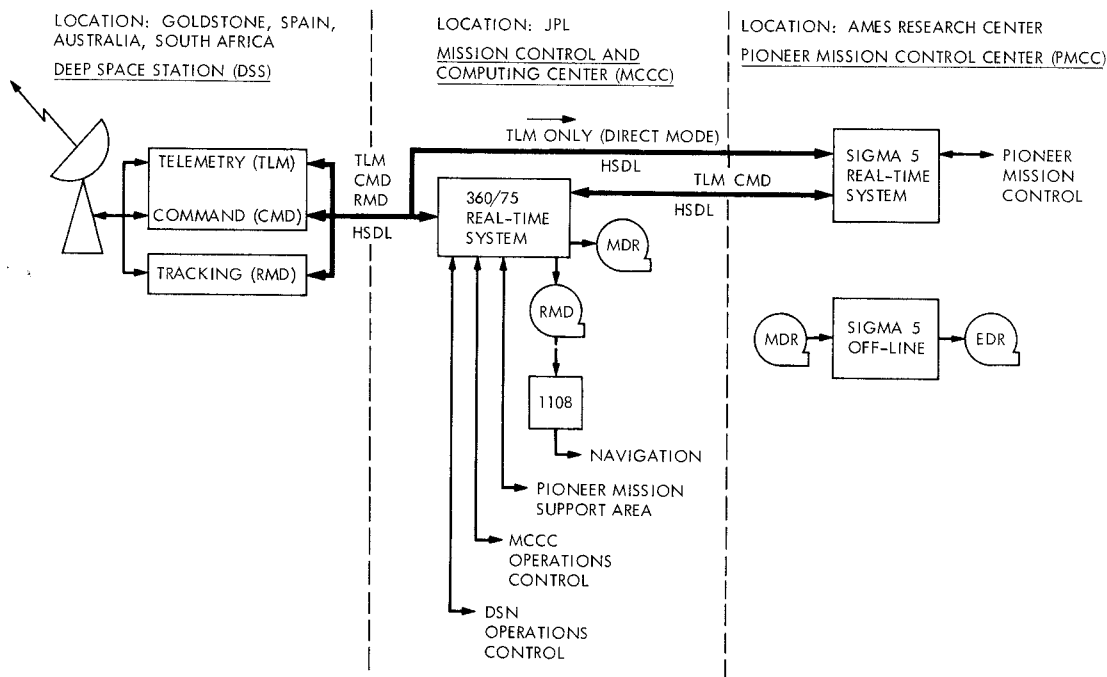 LOCATION: GOLDSTONE, SPAIN,
AUSTRALIA, SOUTH AFRICA
DEEP SPACE STATION (DSS)
LOCATION: JPL
MISSION CONTROL AND
COMPUTING CENTER (MCCC)
LOCATION: AMES RESEARCH CENTER
PIONEER MISSION CONTROL CENTER (PMCC)
TELEMETRY (TLM)
COMMAND (CMD)
TRACKING (RMD)
TLM
CMD
RMD
HSDL
TLM ONLY (DIRECT MODE)
HSDL
TLM CMD
HSDL
360/75
REAL-TIME
SYSTEM
MDR
RMD
1108
NAVIGATION
PIONEER MISSION
SUPPORT AREA
MCCC
OPERATIONS
CONTROL
DSN
OPERATIONS
CONTROL
SIGMA 5
REAL-TIME
SYSTEM
PIONEER
MISSION
CONTROL
MDR
SIGMA 5
OFF-LINE
EDR